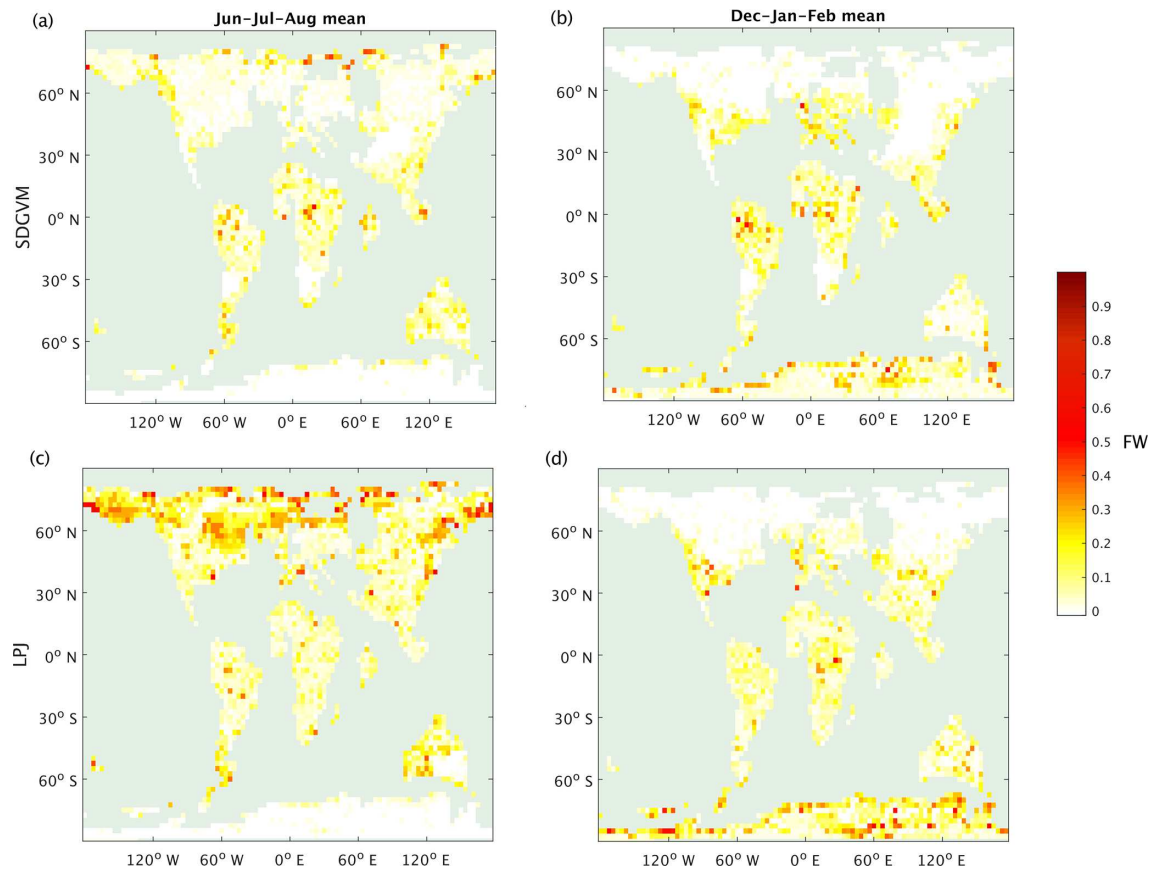 (a)
Jun-Jul-Aug mean
(b)
Dec-Jan-Feb mean
SDGVM
60° N
30° N
0° N
30° S
60° S
120° W
60° W
0° E
60° E
120° E
60° N
30° N
0° N
30° S
60° S
120° W
60° W
0° E
60° E
120° E
(c)
(d)
LPJ
60° N
30° N
0° N
30° S
60° S
120° W
60° W
0° E
60° E
120° E
60° N
30° N
0° N
30° S
60° S
120° W
60° W
0° E
60° E
120° E
0.9
0.8
0.7
0.6
0.5
0.4
0.3
0.2
0.1
0
FW